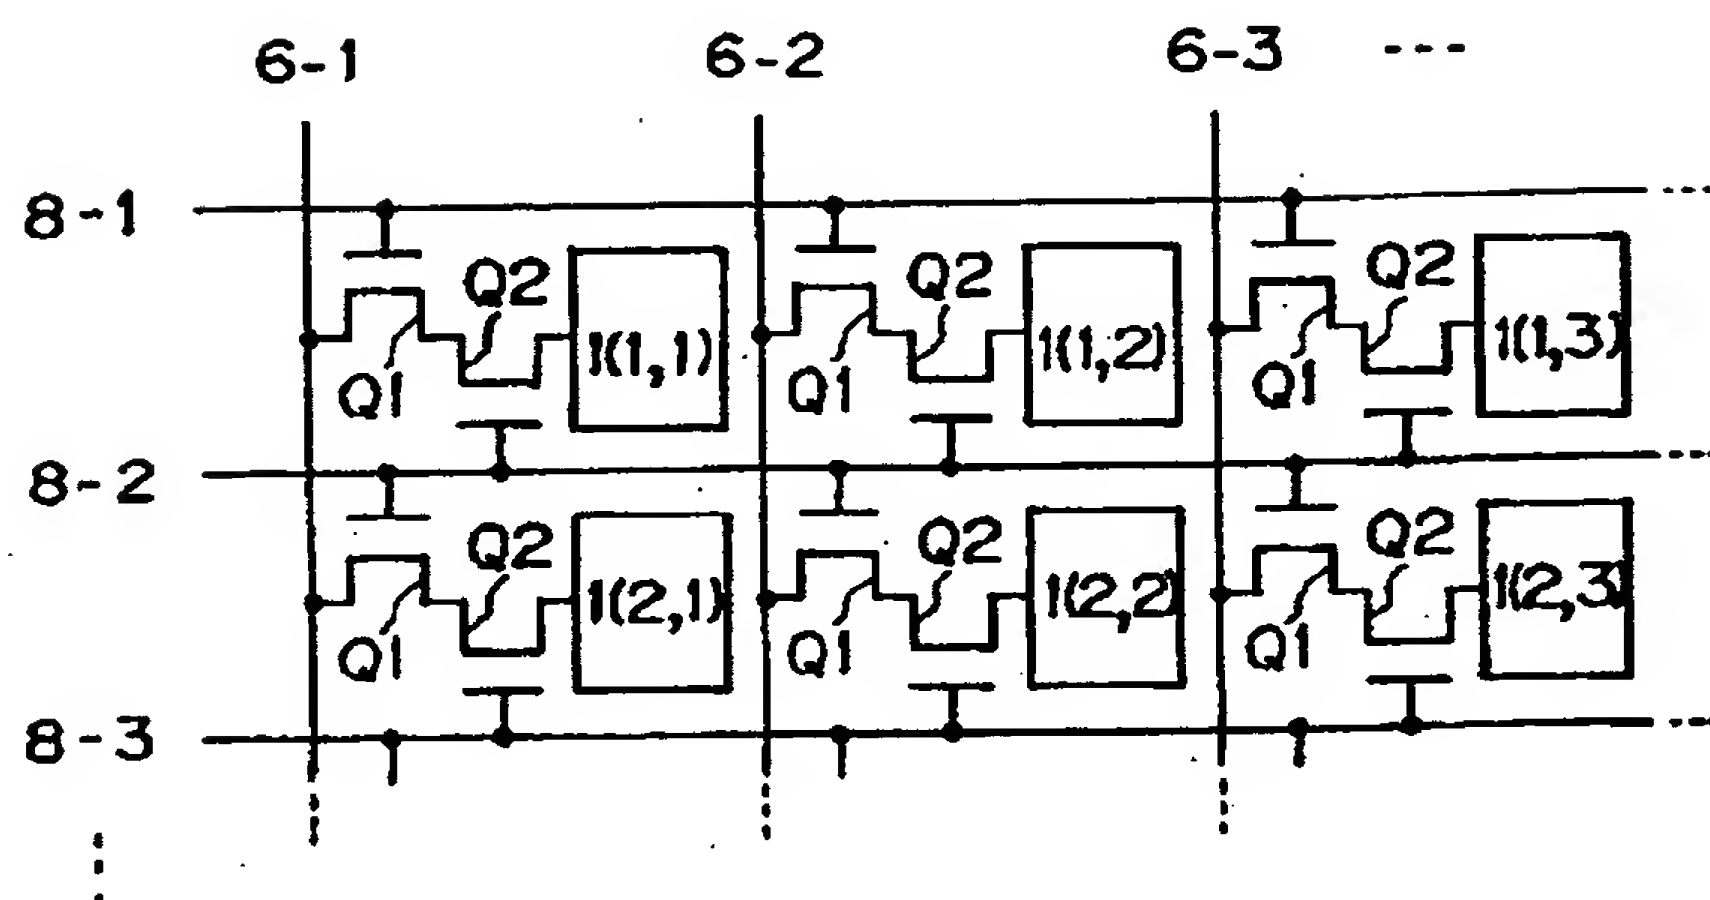 6-1 6-2 6-3 ----
8-1
Q2 Q2 Q2
1(1,1) 1(1,2) 1(1,3)
Q1 Q1 Q1
8-2
Q2 Q2 Q2
1(2,1) 1(2,2) 1(2,3)
Q1 Q1 Q1
8-3